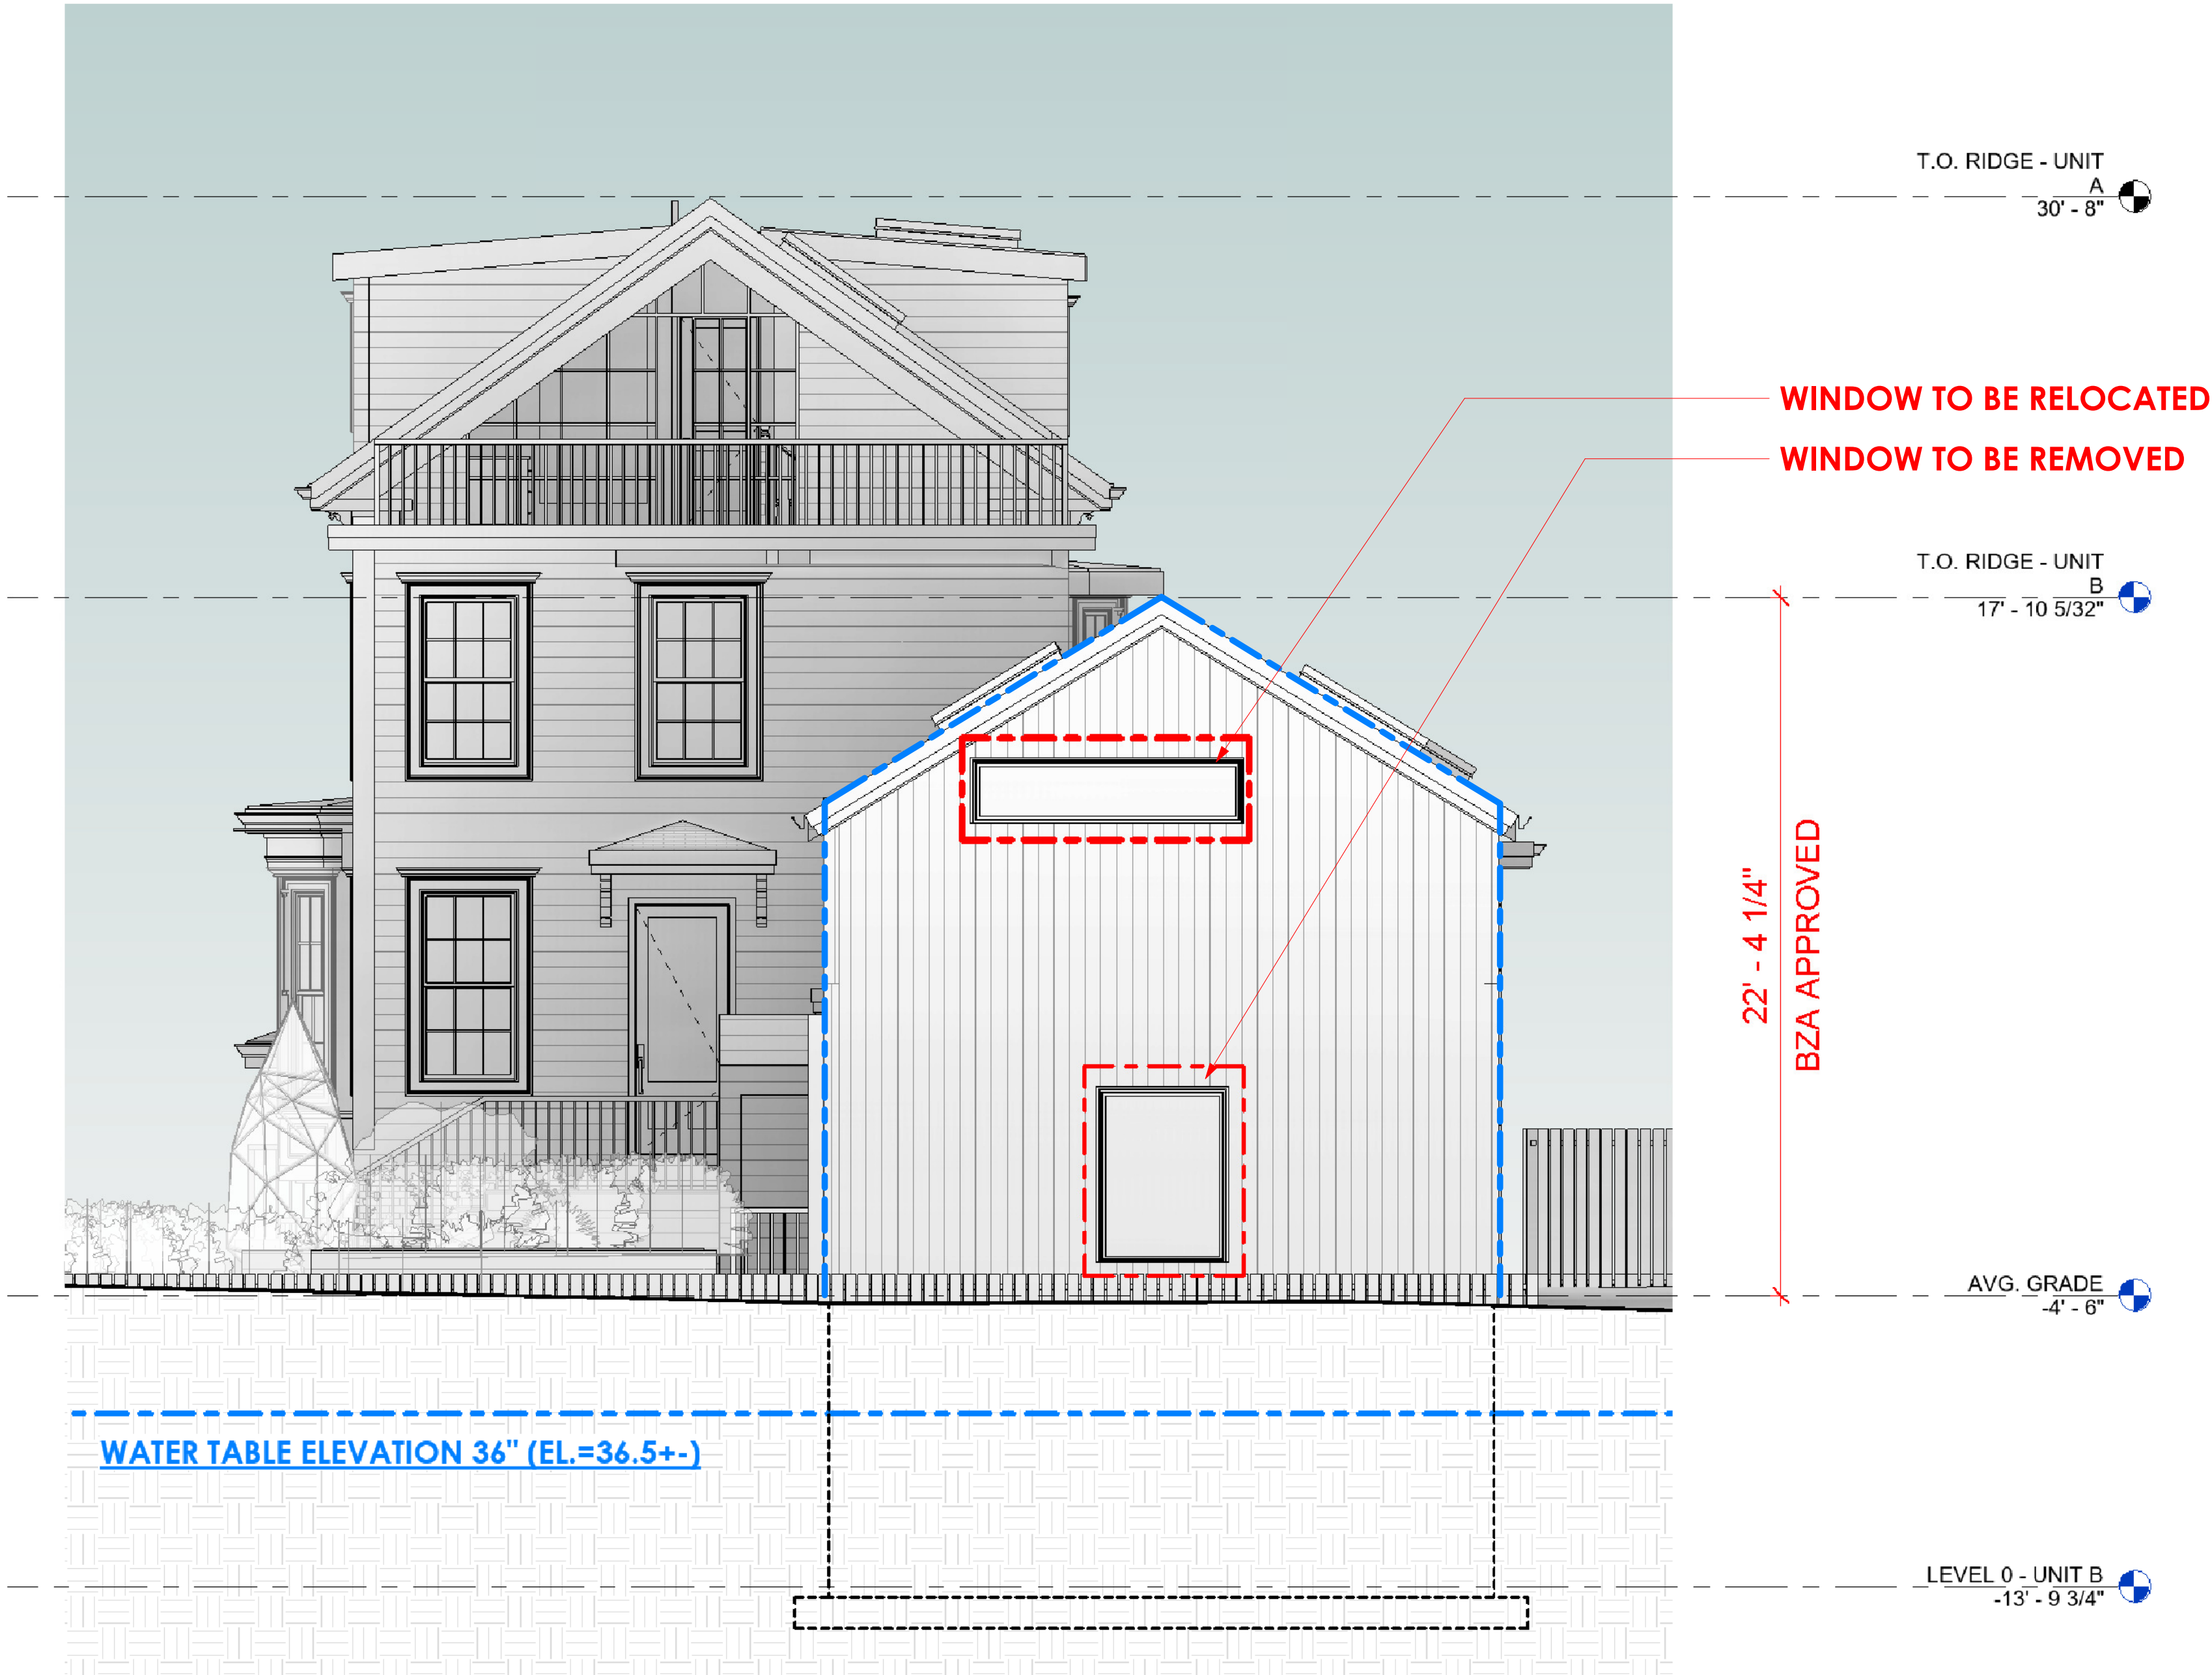 T.O. RIDGE - UNIT
A
30' - 8"
WINDOW TO BE RELOCATED
WINDOW TO BE REMOVED
T.O. RIDGE - UNIT
B
17' - 10 5/32"
22' - 4 1/4"
BZA APPROVED
AVG. GRADE
-4' - 6"
WATER TABLE ELEVATION 36" (EL.=36.5+-)
LEVEL 0 - UNIT B
-13' - 9 3/4"